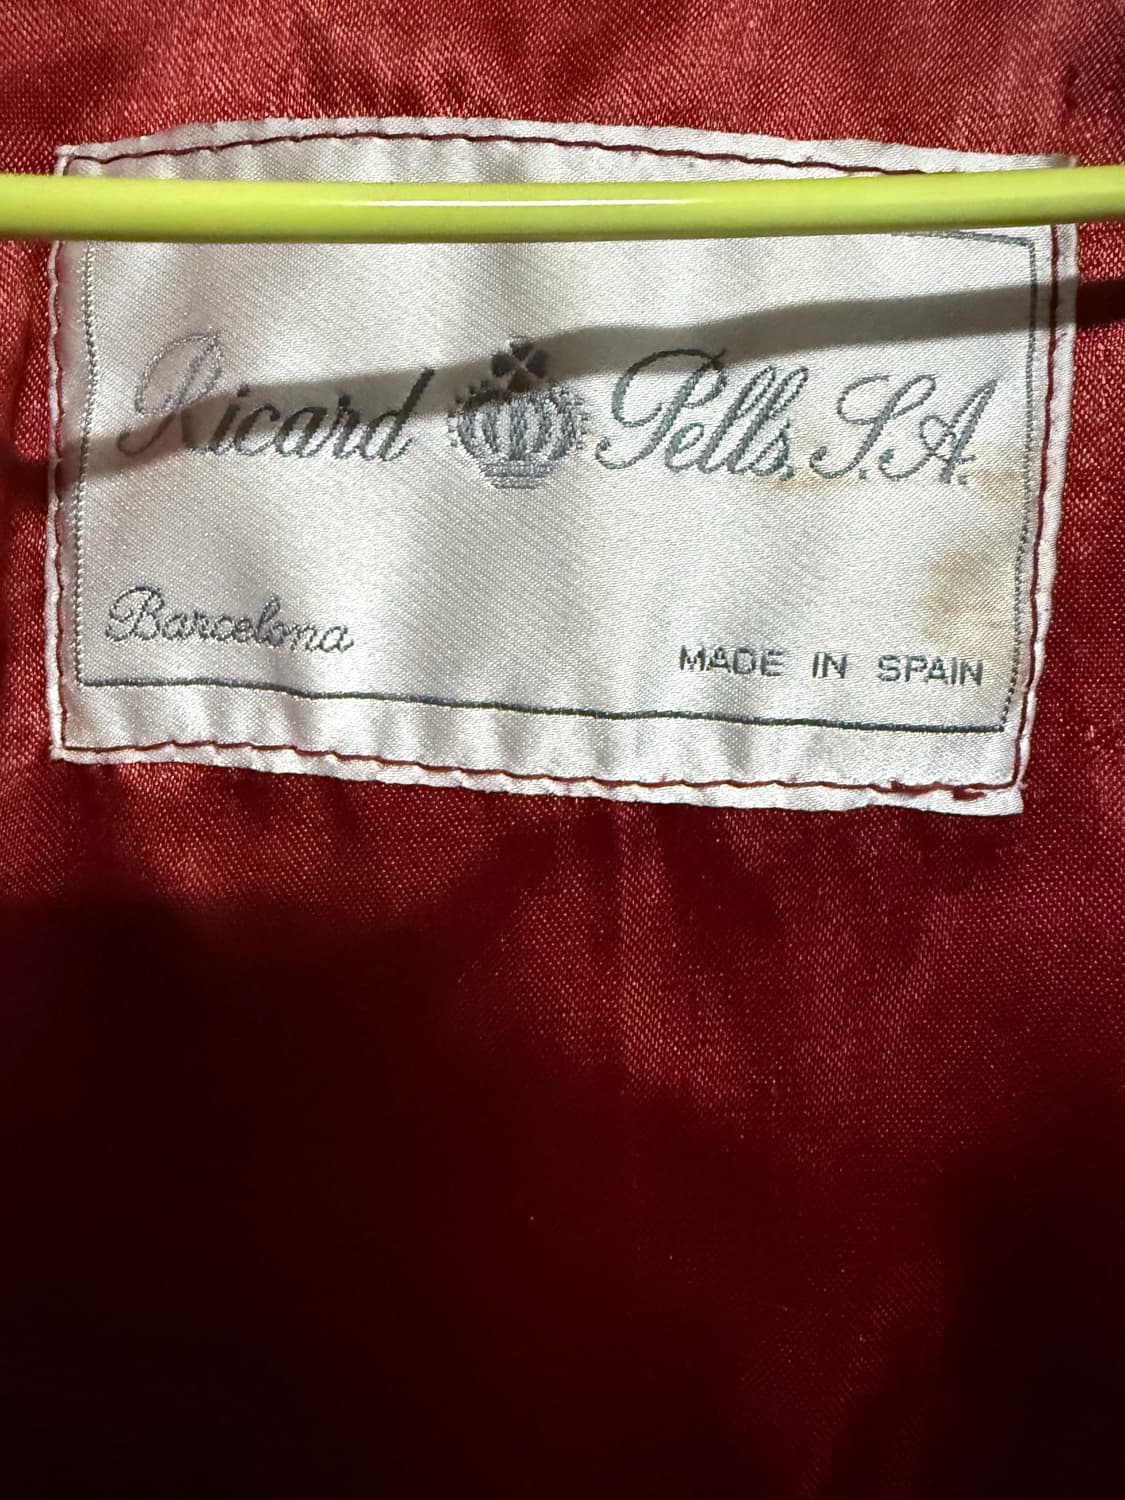 Ricard Pells, S.A.
Barcelona
MADE IN SPAIN